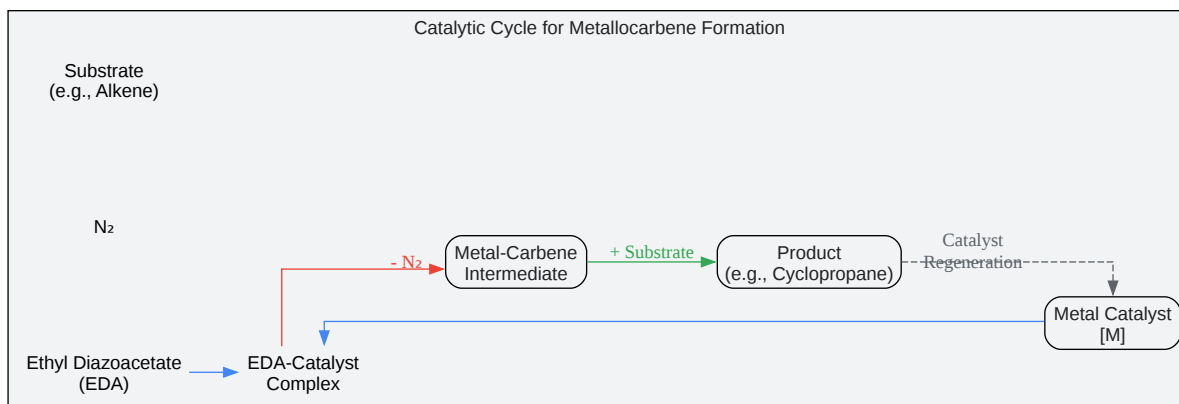 Catalytic Cycle for Metallocarbene Formation
Substrate
(e.g., Alkene)
N₂
- N₂
Metal-Carbene
Intermediate
+ Substrate
Product
(e.g., Cyclopropane)
Catalyst
Regeneration
Metal Catalyst
[M]
Ethyl Diazoacetate
(EDA)
EDA-Catalyst
Complex